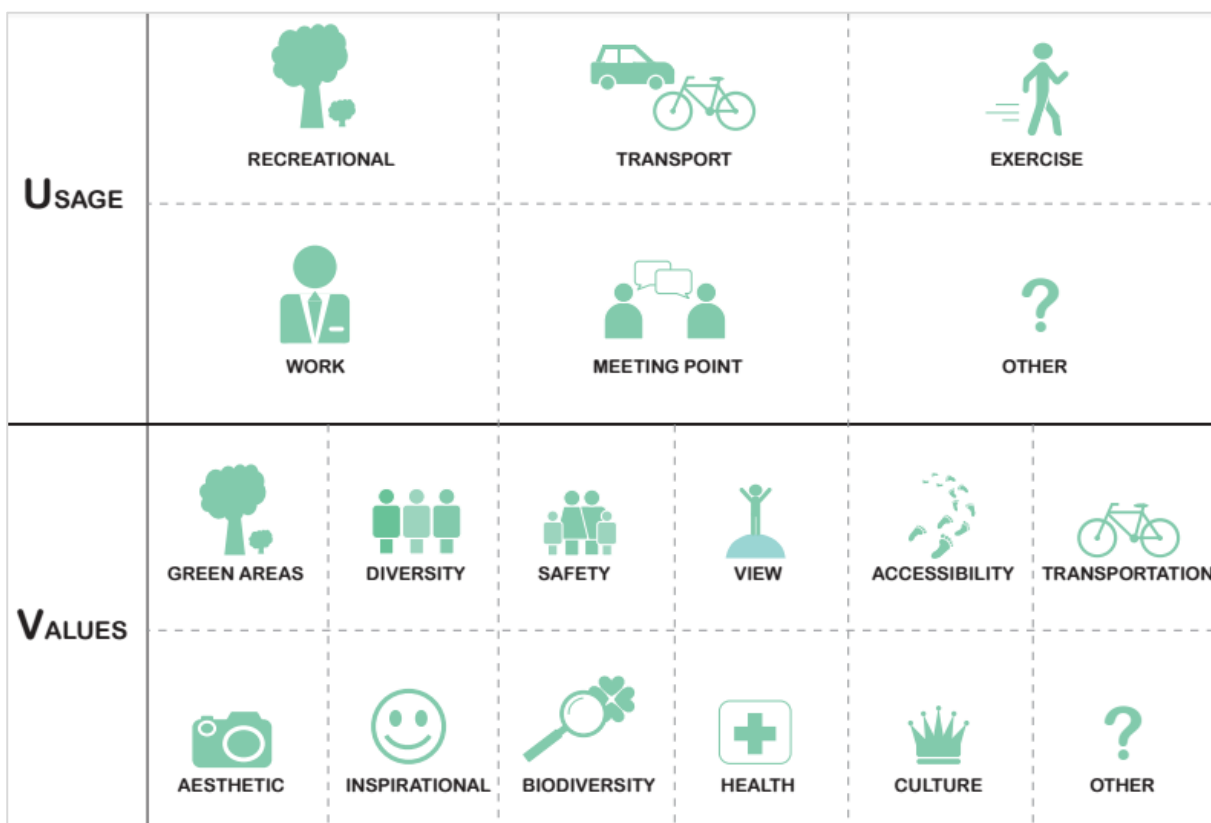 RECREATIONAL
TRANSPORT
EXERCISE
USAGE
WORK
MEETING POINT
?
OTHER
GREEN AREAS
DIVERSITY
SAFETY
VIEW
ACCESSIBILITY
TRANSPORTATION
VALUES
AESTHETIC
INSPIRATIONAL
BIODIVERSITY
HEALTH
CULTURE
?
OTHER